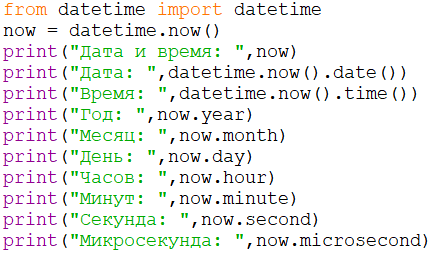 from datetime import datetime
now = datetime.now()
print("Дата и время: ",now)
print("Дата: ",datetime.now().date())
print("Время: ",datetime.now().time())
print("Год: ",now.year)
print("Месяц: ",now.month)
print("День: ",now.day)
print("Часов: ",now.hour)
print("Минут: ",now.minute)
print("Секунда: ",now.second)
print("Микросекунда: ",now.microsecond)